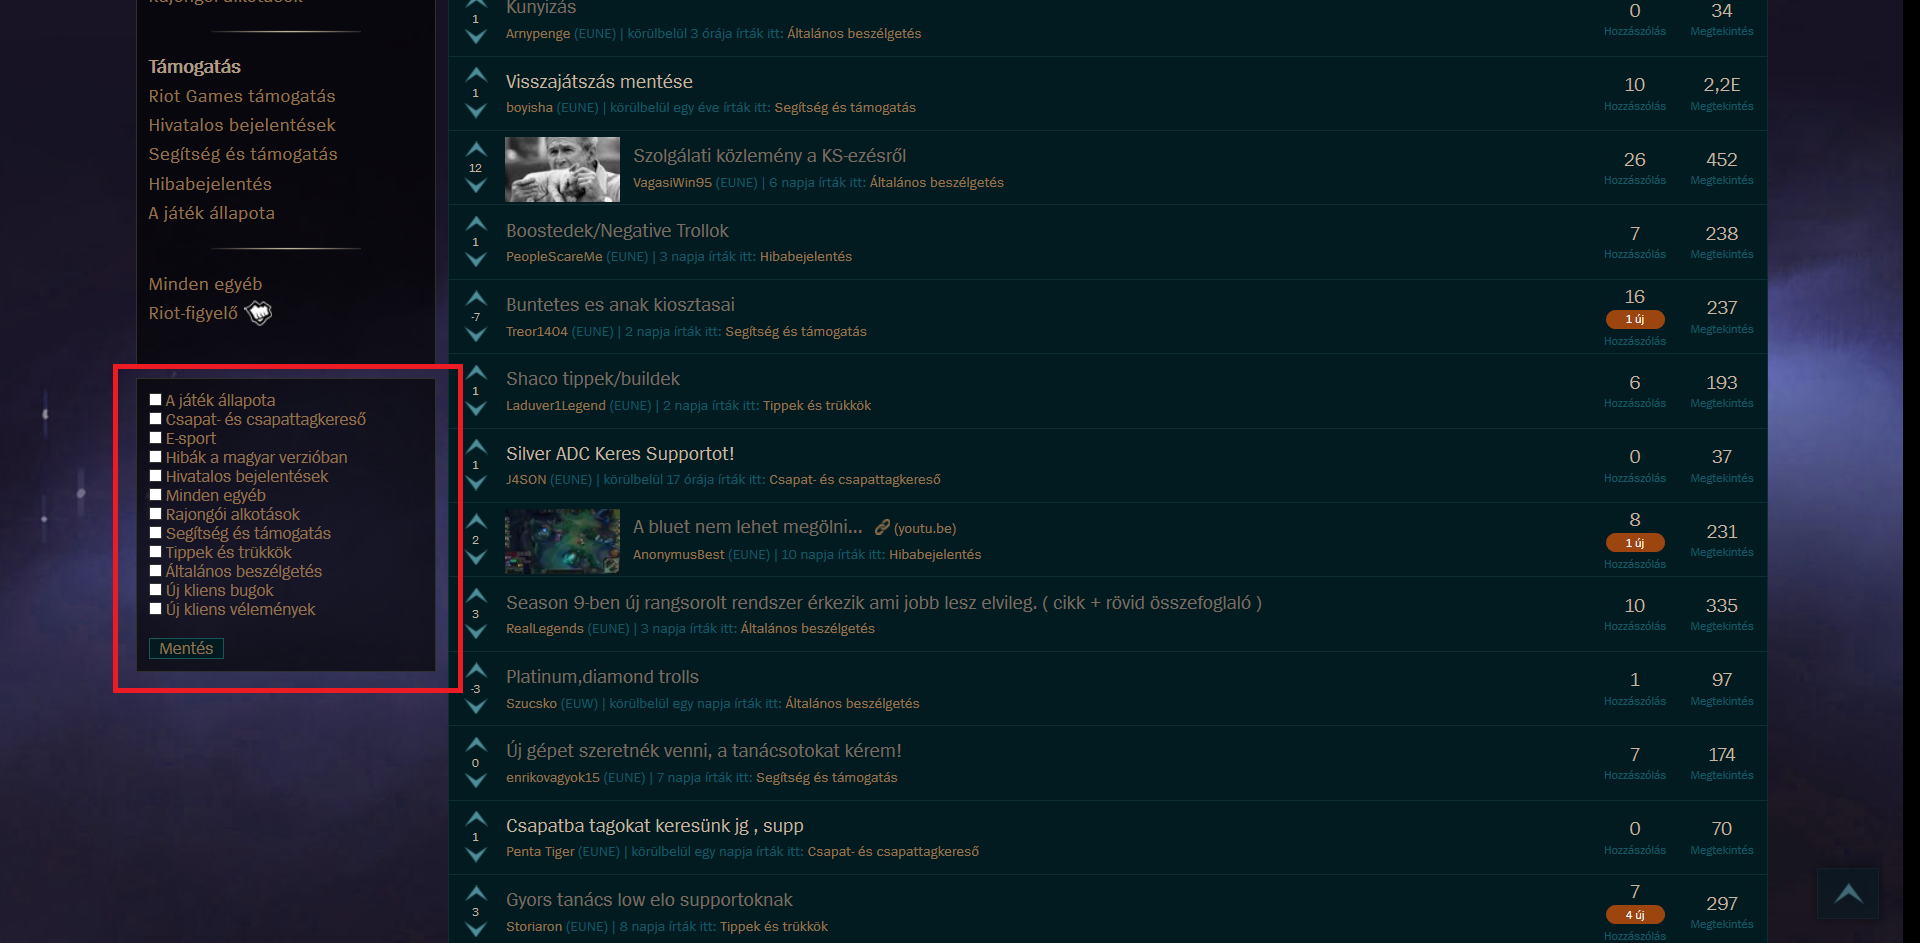 Támogatás
Riot Games támogatás
Hivatalos bejelentések
Segítség és támogatás
Hibabejelentés
A játék állapota
Minden egyéb
Riot-figyelő
A játék állapota
Csapat- és csapattagkereső
E-sport
Hibák a magyar verzióban
Hivatalos bejelentések
Minden egyéb
Rajongói alkotások
Segítség és támogatás
Tippek és trükkök
Általános beszélgetés
Új kliens bugok
Új kliens vélemények
Mentés
Kunyizás
1
Arnypenge (EUNE) | körülbelül 3 órája írták itt: Általános beszélgetés
0
Hozzászólás
34
Megtekintés
Visszajátszás mentése
1
boyisha (EUNE) | körülbelül egy éve írták itt: Segítség és támogatás
10
Hozzászólás
2,2E
Megtekintés
Szolgálati közlemény a KS-ezésről
12
VagasiWin95 (EUNE) | 6 napja írták itt: Általános beszélgetés
26
Hozzászólás
452
Megtekintés
Boostedek/Negative Trollok
1
PeopleScareMe (EUNE) | 3 napja írták itt: Hibabejelentés
7
Hozzászólás
238
Megtekintés
Buntetes es anak kiosztasai
-7
Treor1404 (EUNE) | 2 napja írták itt: Segítség és támogatás
16
1 új
Hozzászólás
237
Megtekintés
Shaco tippek/buildek
1
Laduver1Legend (EUNE) | 2 napja írták itt: Tippek és trükkök
6
Hozzászólás
193
Megtekintés
Silver ADC Keres Supportot!
1
J4SON (EUNE) | körülbelül 17 órája írták itt: Csapat- és csapattagkereső
0
Hozzászólás
37
Megtekintés
A bluet nem lehet megölni... (youtu.be)
2
AnonymusBest (EUNE) | 10 napja írták itt: Hibabejelentés
8
1 új
Hozzászólás
231
Megtekintés
Season 9-ben új rangsorolt rendszer érkezik ami jobb lesz elvileg. ( cikk + rövid összefoglaló )
3
RealLegends (EUNE) | 3 napja írták itt: Általános beszélgetés
10
Hozzászólás
335
Megtekintés
Platinum,diamond trolls
-3
Szucsko (EUW) | körülbelül egy napja írták itt: Általános beszélgetés
1
Hozzászólás
97
Megtekintés
Új gépet szeretnék venni, a tanácsotokat kérem!
0
enrikovagyok15 (EUNE) | 7 napja írták itt: Segítség és támogatás
7
Hozzászólás
174
Megtekintés
Csapatba tagokat keresünk jg , supp
1
Penta Tiger (EUNE) | körülbelül egy napja írták itt: Csapat- és csapattagkereső
0
Hozzászólás
70
Megtekintés
Gyors tanács low elo supportoknak
3
Storiaron (EUNE) | 8 napja írták itt: Tippek és trükkök
7
4 új
Hozzászólás
297
Megtekintés